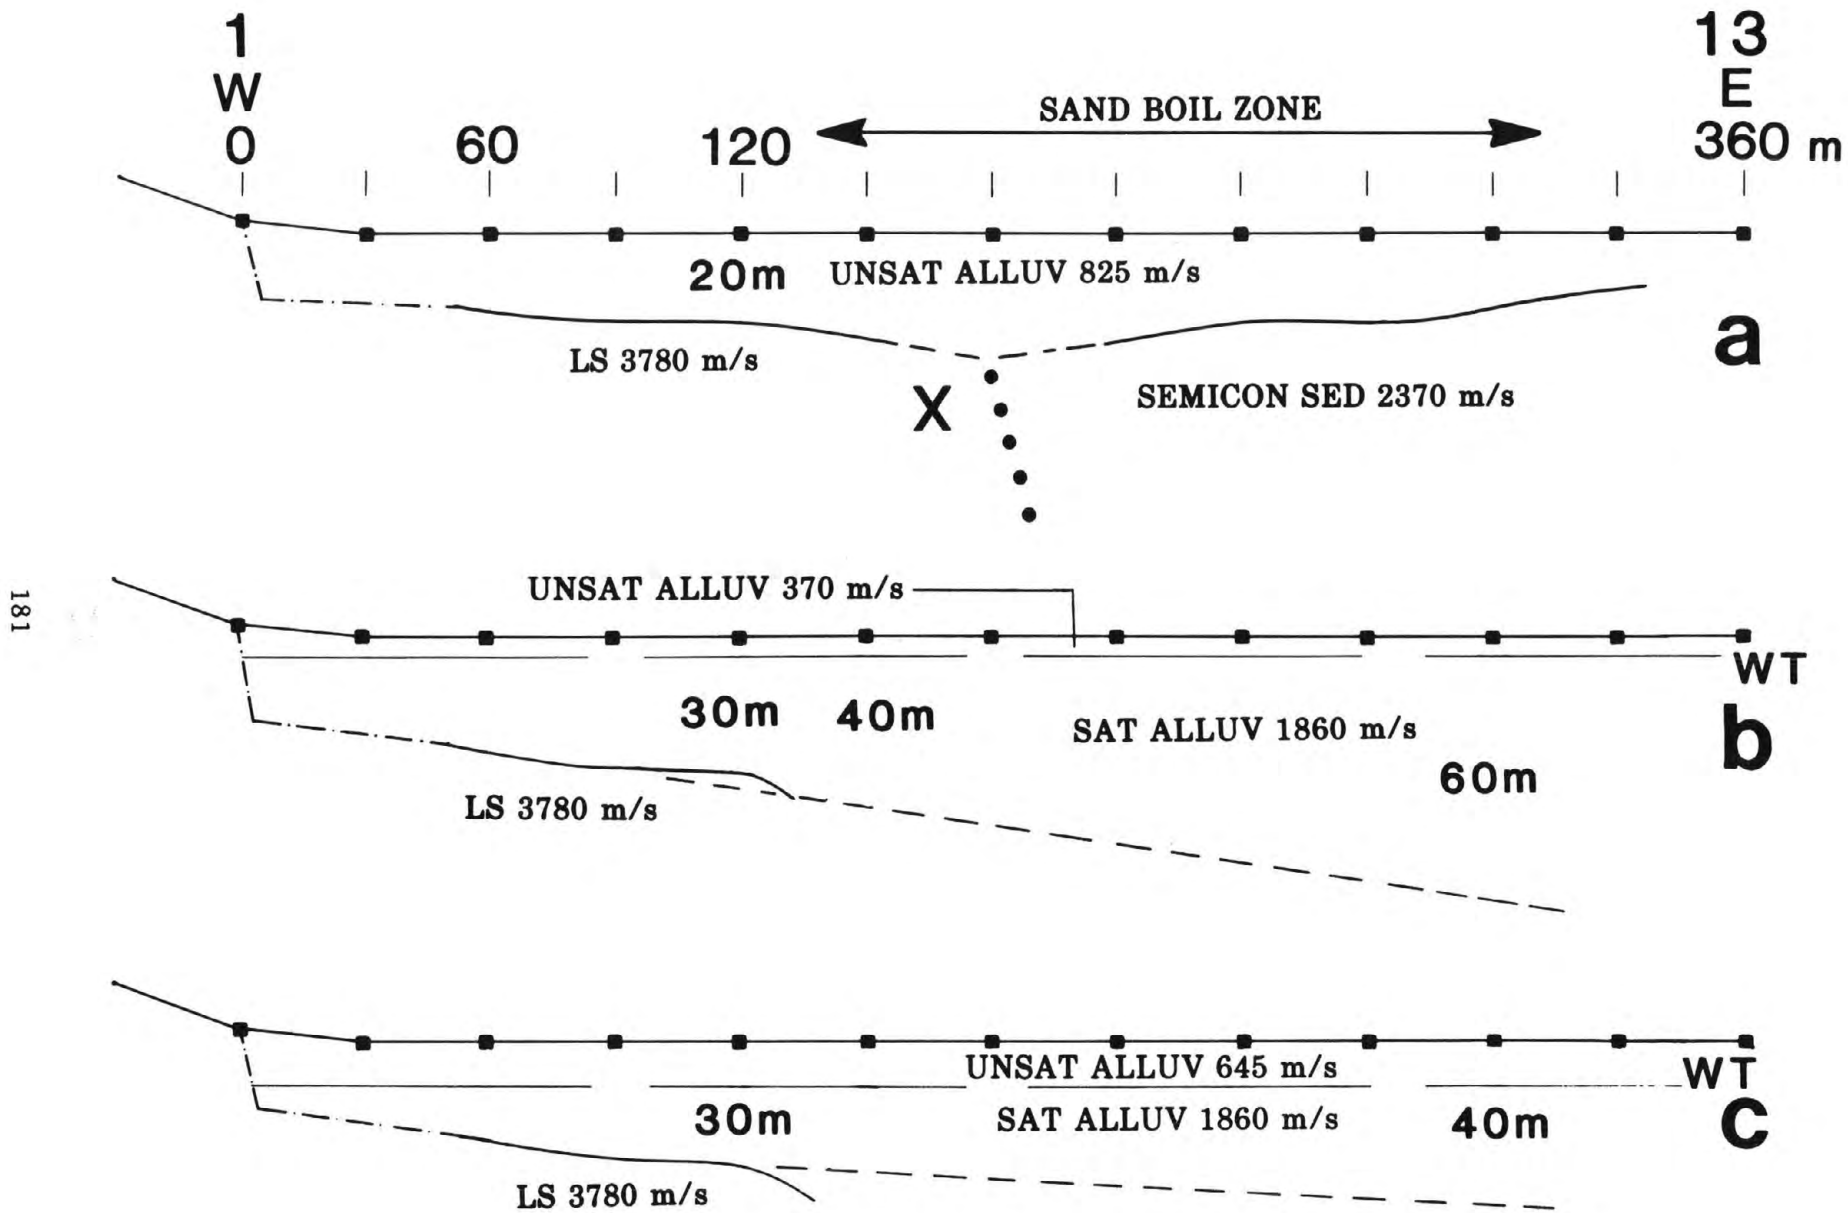 1 13
W E
SAND BOIL ZONE
0 60 120 360 m
20m UNSAT ALLUV 825 m/s
a
LS 3780 m/s
X SEMICON SED 2370 m/s
UNSAT ALLUV 370 m/s
181
WT
30m 40m SAT ALLUV 1860 m/s
b
60m
LS 3780 m/s
UNSAT ALLUV 645 m/s
WT
30m SAT ALLUV 1860 m/s 40m
c
LS 3780 m/s